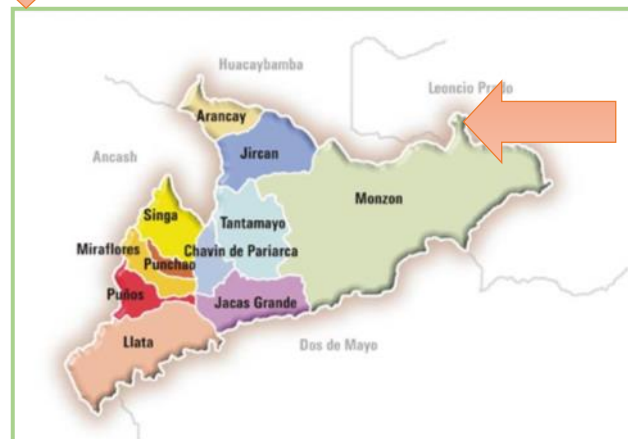 Huacaybamba
Leoncio Prado
Arancay
Ancash
Jircan
Monzon
Singa
Tantamayo
Miraflores
Chavin de Pariarca
Punchao
Puños
Jacas Grande
Llata
Dos de Mayo